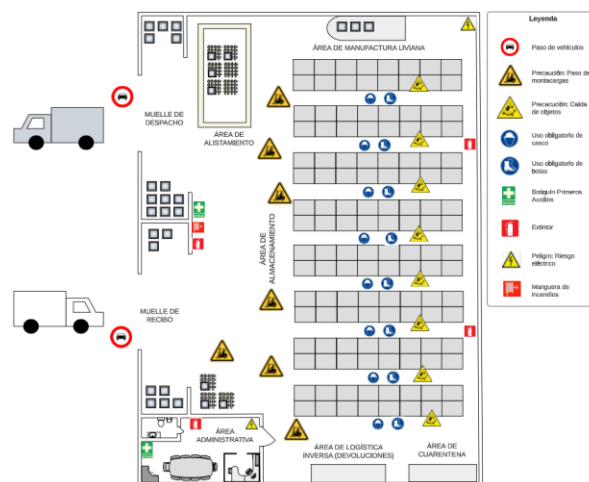 ÁREA DE MANUFACTURA LIVIANA
MUELLE DE
DESPACHO
ÁREA DE
ALISTAMIENTO
ÁREA DE
ALMACENAMIENTO
MUELLE DE
RECIBO
ÁREA
ADMINISTRATIVA
ÁREA DE LOGÍSTICA
INVERSA (DEVOLUCIONES)
ÁREA DE
CUARENTENA
Leyenda
Paso de vehículos
Precaución: Paso de
montacargas
Precacución: Caída
de objetos
Uso obligatorio de
casco
Uso obligatorio de
botas
Botiquín Primeros
Auxilios
Extintor
Peligro: Riesgo
eléctrico
Manguera de
Incendios